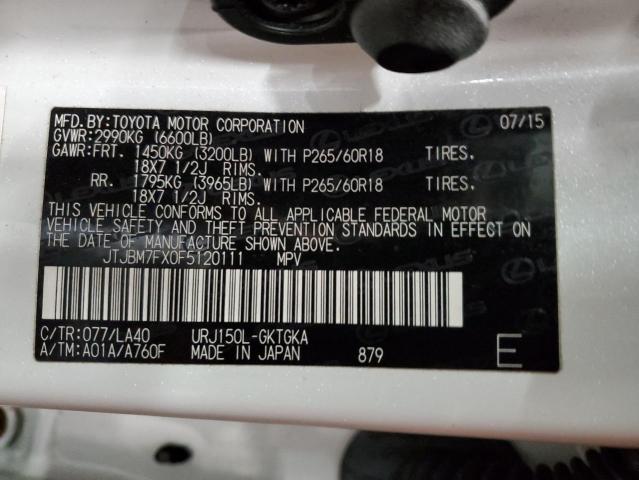 MFD.BY:TOYOTA MOTOR CORPORATION 07/15
GVWR:2990KG (6600LB)
GAWR:FRT. 1450KG (3200LB) WITH P265/60R18 TIRES.
18X7 1/2J RIMS.
RR. 1795KG (3965LB) WITH P265/60R18 TIRES.
18X7 1/2J RIMS.
THIS VEHICLE CONFORMS TO ALL APPLICABLE FEDERAL MOTOR
VEHICLE SAFETY AND THEFT PREVENTION STANDARDS IN EFFECT ON
THE DATE OF MANUFACTURE SHOWN ABOVE.
JTJBM7FX0F5120111 MPV
C/TR:077/LA40 URJ150L-GKTGKA
A/TM:A01A/A760F MADE IN JAPAN 879 E